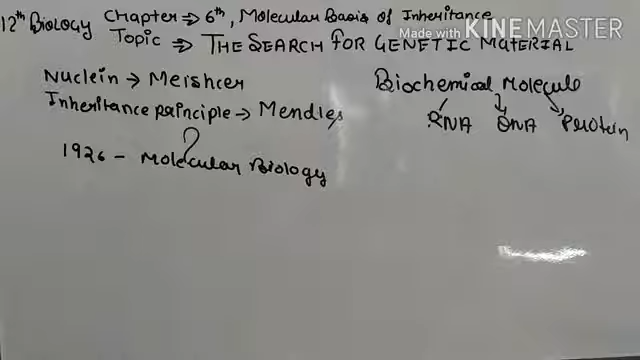 12th Biology Chapter ⇒ 6th, Molecular Basis of Inheritance
Topic ⇒ THE SEARCH FOR GENETIC MATERIAL
Made with KINEMASTER
Nuclein → Meishcer
Inheritance principle → Mendles
?
1926 - Molecular Biology
Biochemical Molecule
RNA DNA Protein